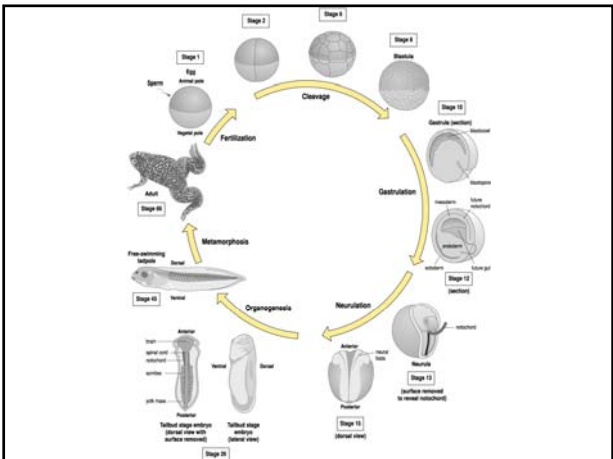 Stage 1
Egg
Animal pole
Sperm
Vegetal pole
Stage 2
Stage 6
Stage 8
Blastula
Cleavage
Fertilization
Stage 10
Gastrula (section)
blastocoel
blastopore
Gastrulation
mesoderm
future
notochord
endoderm
ectoderm
future gut
Stage 12
(section)
Neurulation
notochord
Neurula
Stage 13
(surface removed
to reveal notochord)
Anterior
neural
folds
Posterior
Stage 15
(dorsal view)
Organogenesis
Anterior
brain
spinal cord
notochord
somites
yolk mass
Posterior
Tailbud stage
embryo
(dorsal view with
surface removed)
Ventral
Dorsal
Tailbud stage
embryo
(lateral view)
Stage 26
Free-swimming
tadpole
Dorsal
Ventral
Stage 45
Metamorphosis
Adult
Stage 66